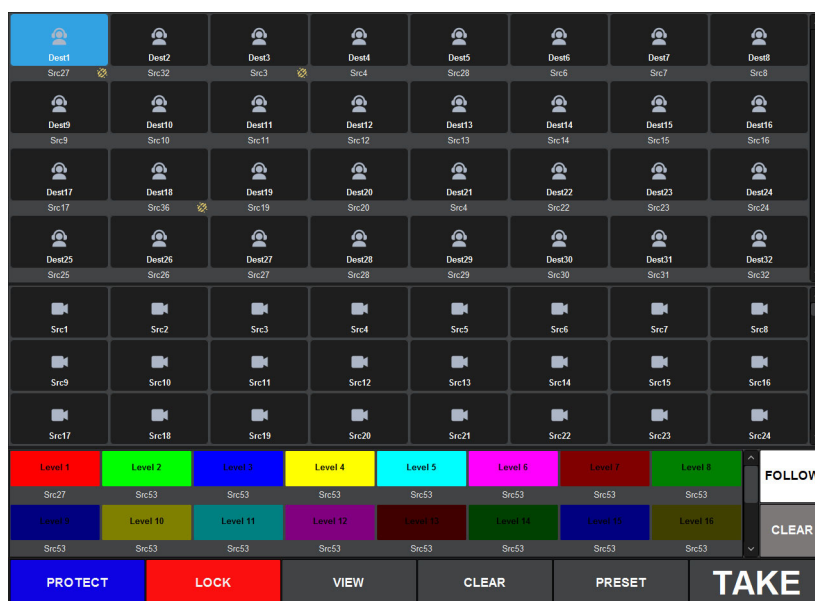 Dest1 Dest2 Dest3 Dest4 Dest5 Dest6 Dest7 Dest8
Src27 Src32 Src3 Src4 Src28 Src6 Src7 Src8
Dest9 Dest10 Dest11 Dest12 Dest13 Dest14 Dest15 Dest16
Src9 Src10 Src11 Src12 Src13 Src14 Src15 Src16
Dest17 Dest18 Dest19 Dest20 Dest21 Dest22 Dest23 Dest24
Src17 Src36 Src19 Src20 Src4 Src22 Src23 Src24
Dest25 Dest26 Dest27 Dest28 Dest29 Dest30 Dest31 Dest32
Src25 Src26 Src27 Src28 Src29 Src30 Src31 Src32
Src1 Src2 Src3 Src4 Src5 Src6 Src7 Src8
Src9 Src10 Src11 Src12 Src13 Src14 Src15 Src16
Src17 Src18 Src19 Src20 Src21 Src22 Src23 Src24
Level 1 Level 2 Level 3 Level 4 Level 5 Level 6 Level 7 Level 8 FOLLOW
Src27 Src53 Src53 Src53 Src53 Src53 Src53 Src53
Level 9 Level 10 Level 11 Level 12 Level 13 Level 14 Level 15 Level 16 CLEAR
Src53 Src53 Src53 Src53 Src53 Src53 Src53 Src53
PROTECT LOCK VIEW CLEAR PRESET TAKE